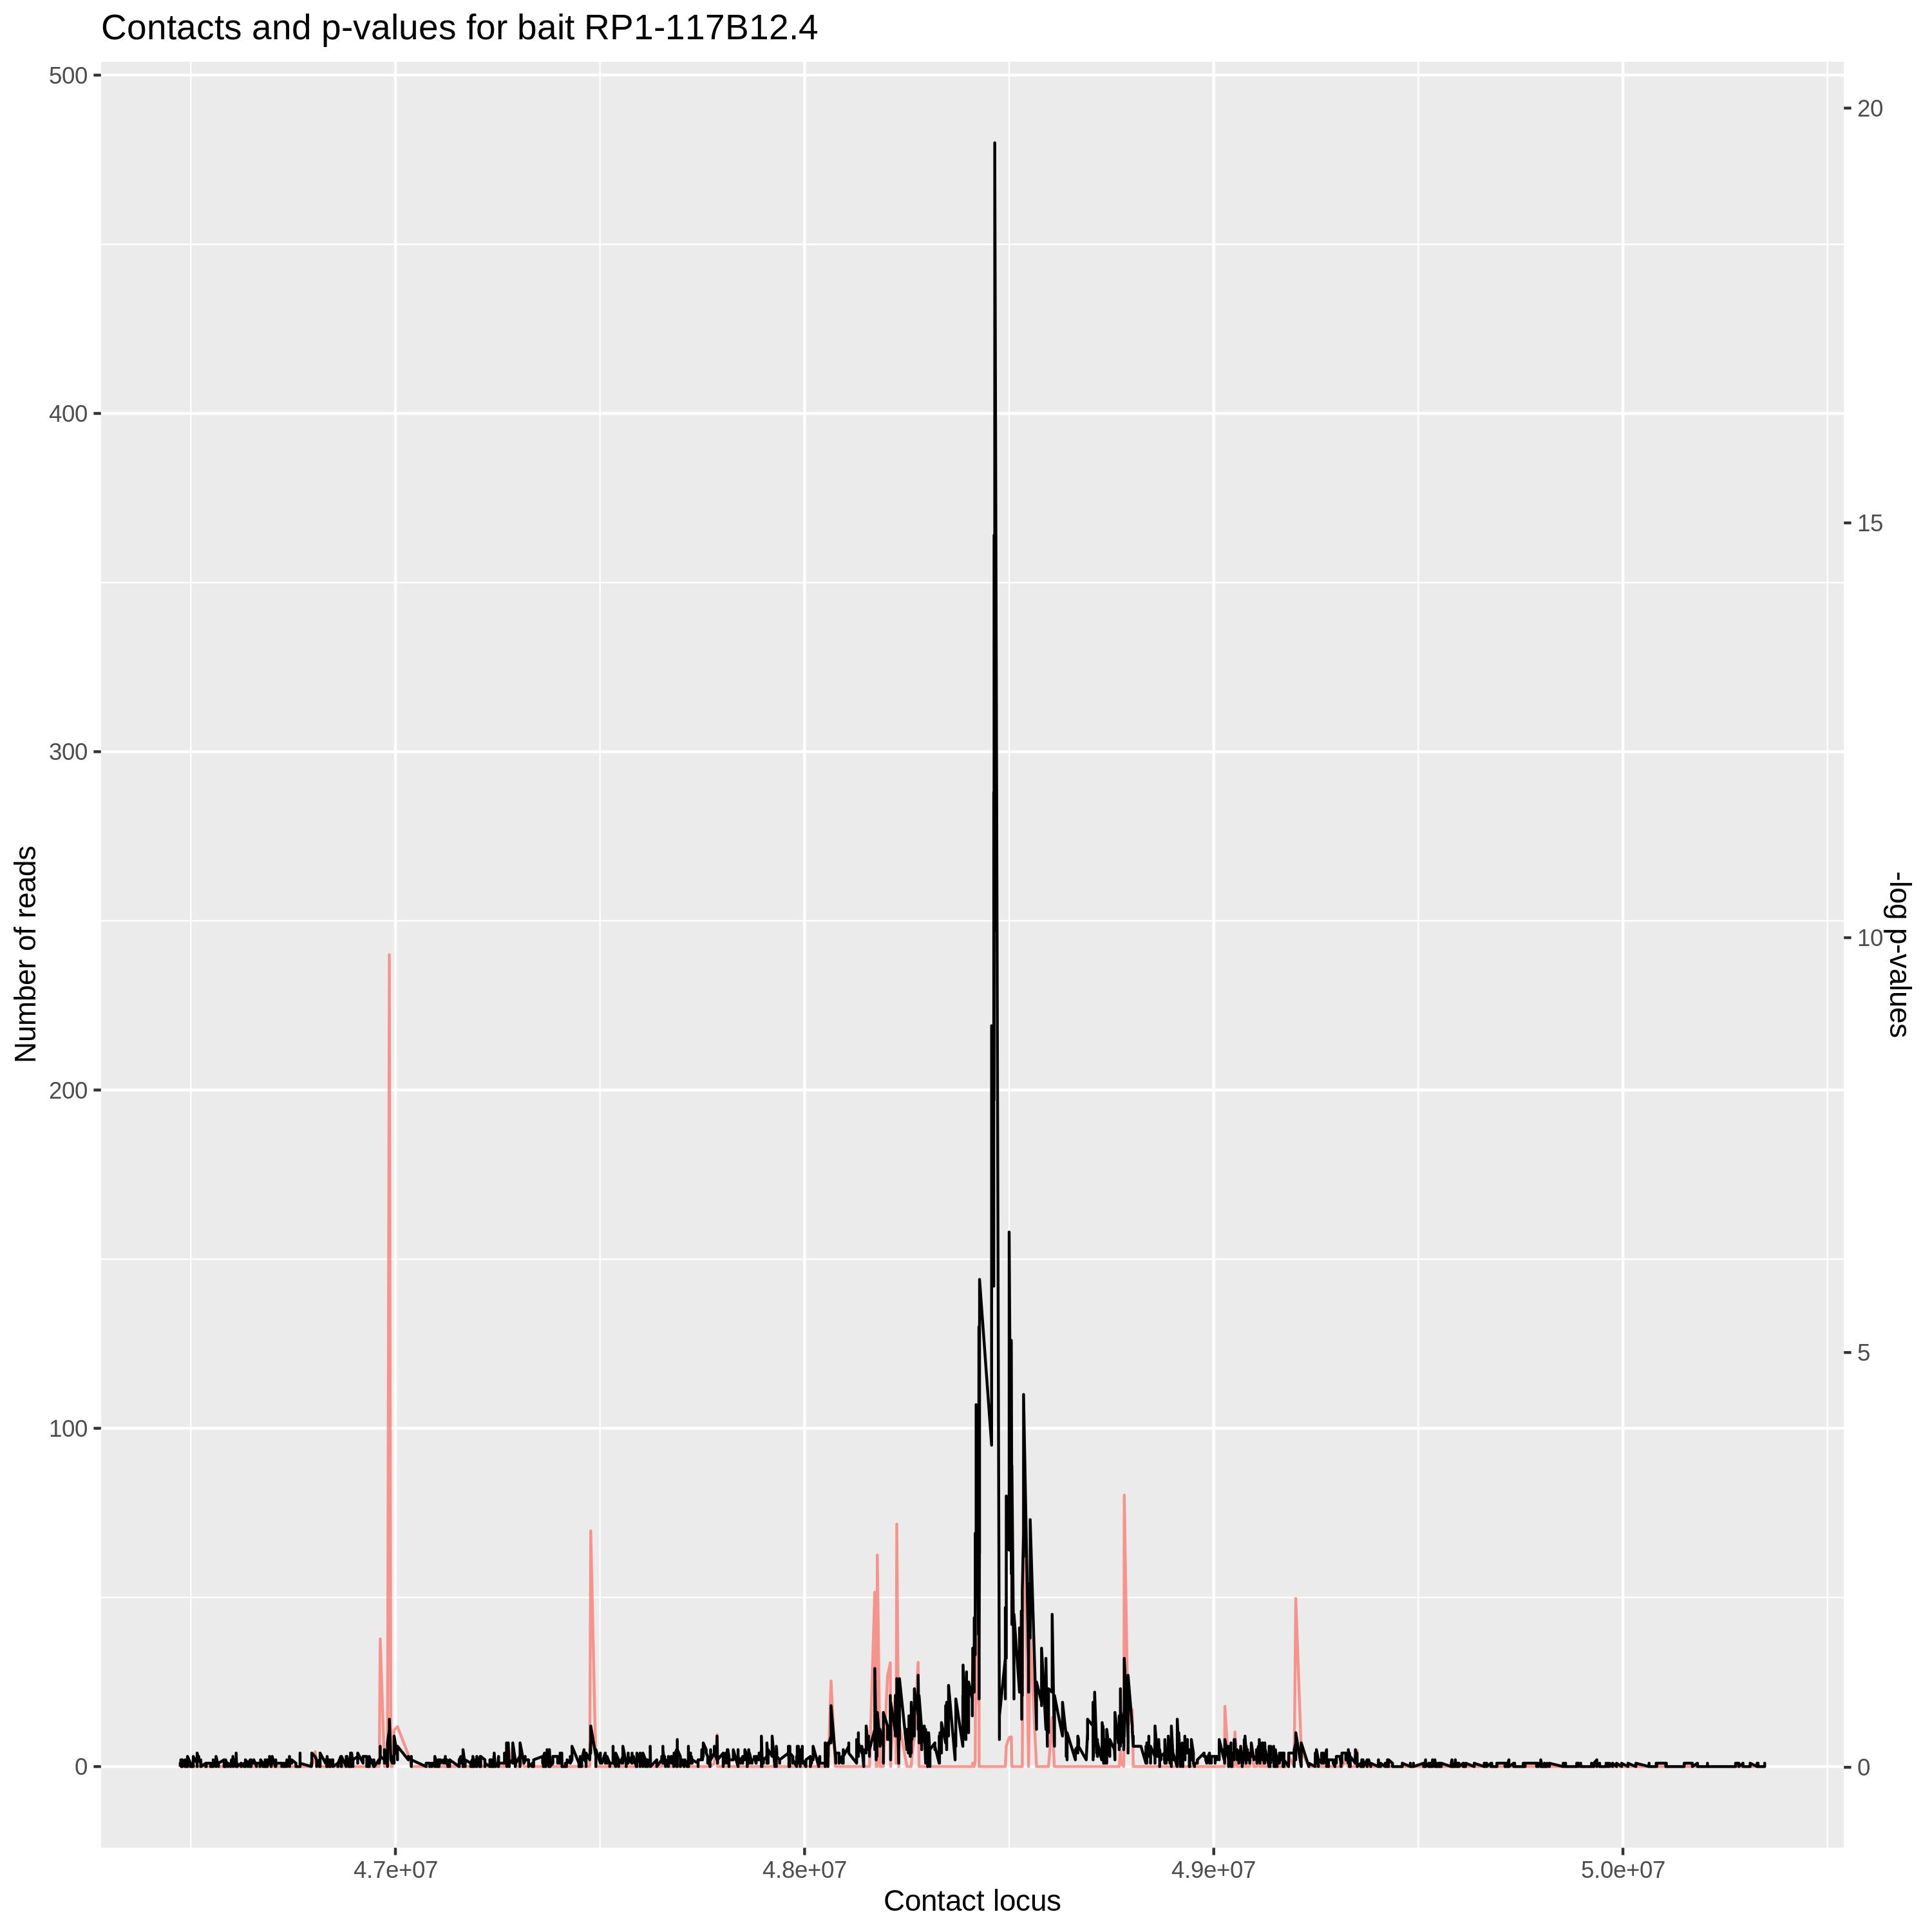 Contacts and p-values for bait RP1-117B12.4
500
400
300
200
100
0
Number of reads
20
15
10
5
0
-log p-values
4.7e+07 4.8e+07 4.9e+07 5.0e+07
Contact locus